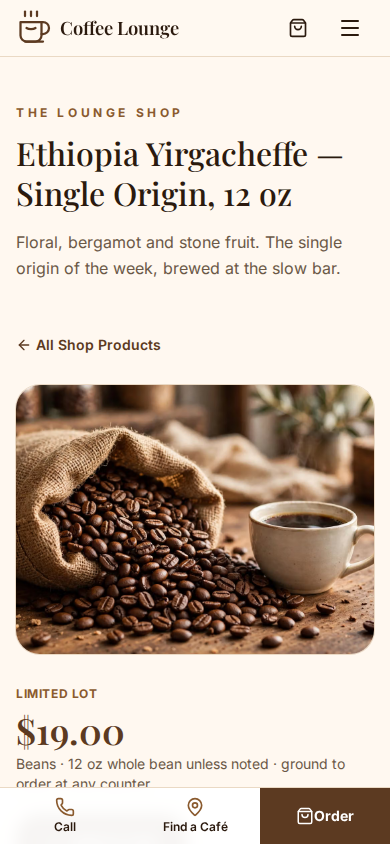 Coffee Lounge
THE LOUNGE SHOP
Ethiopia Yirgacheffe —
Single Origin, 12 oz
Floral, bergamot and stone fruit. The single
origin of the week, brewed at the slow bar.
← All Shop Products
LIMITED LOT
$19.00
Beans · 12 oz whole bean unless noted · ground to
order at any counter
Call
Find a Café
Order